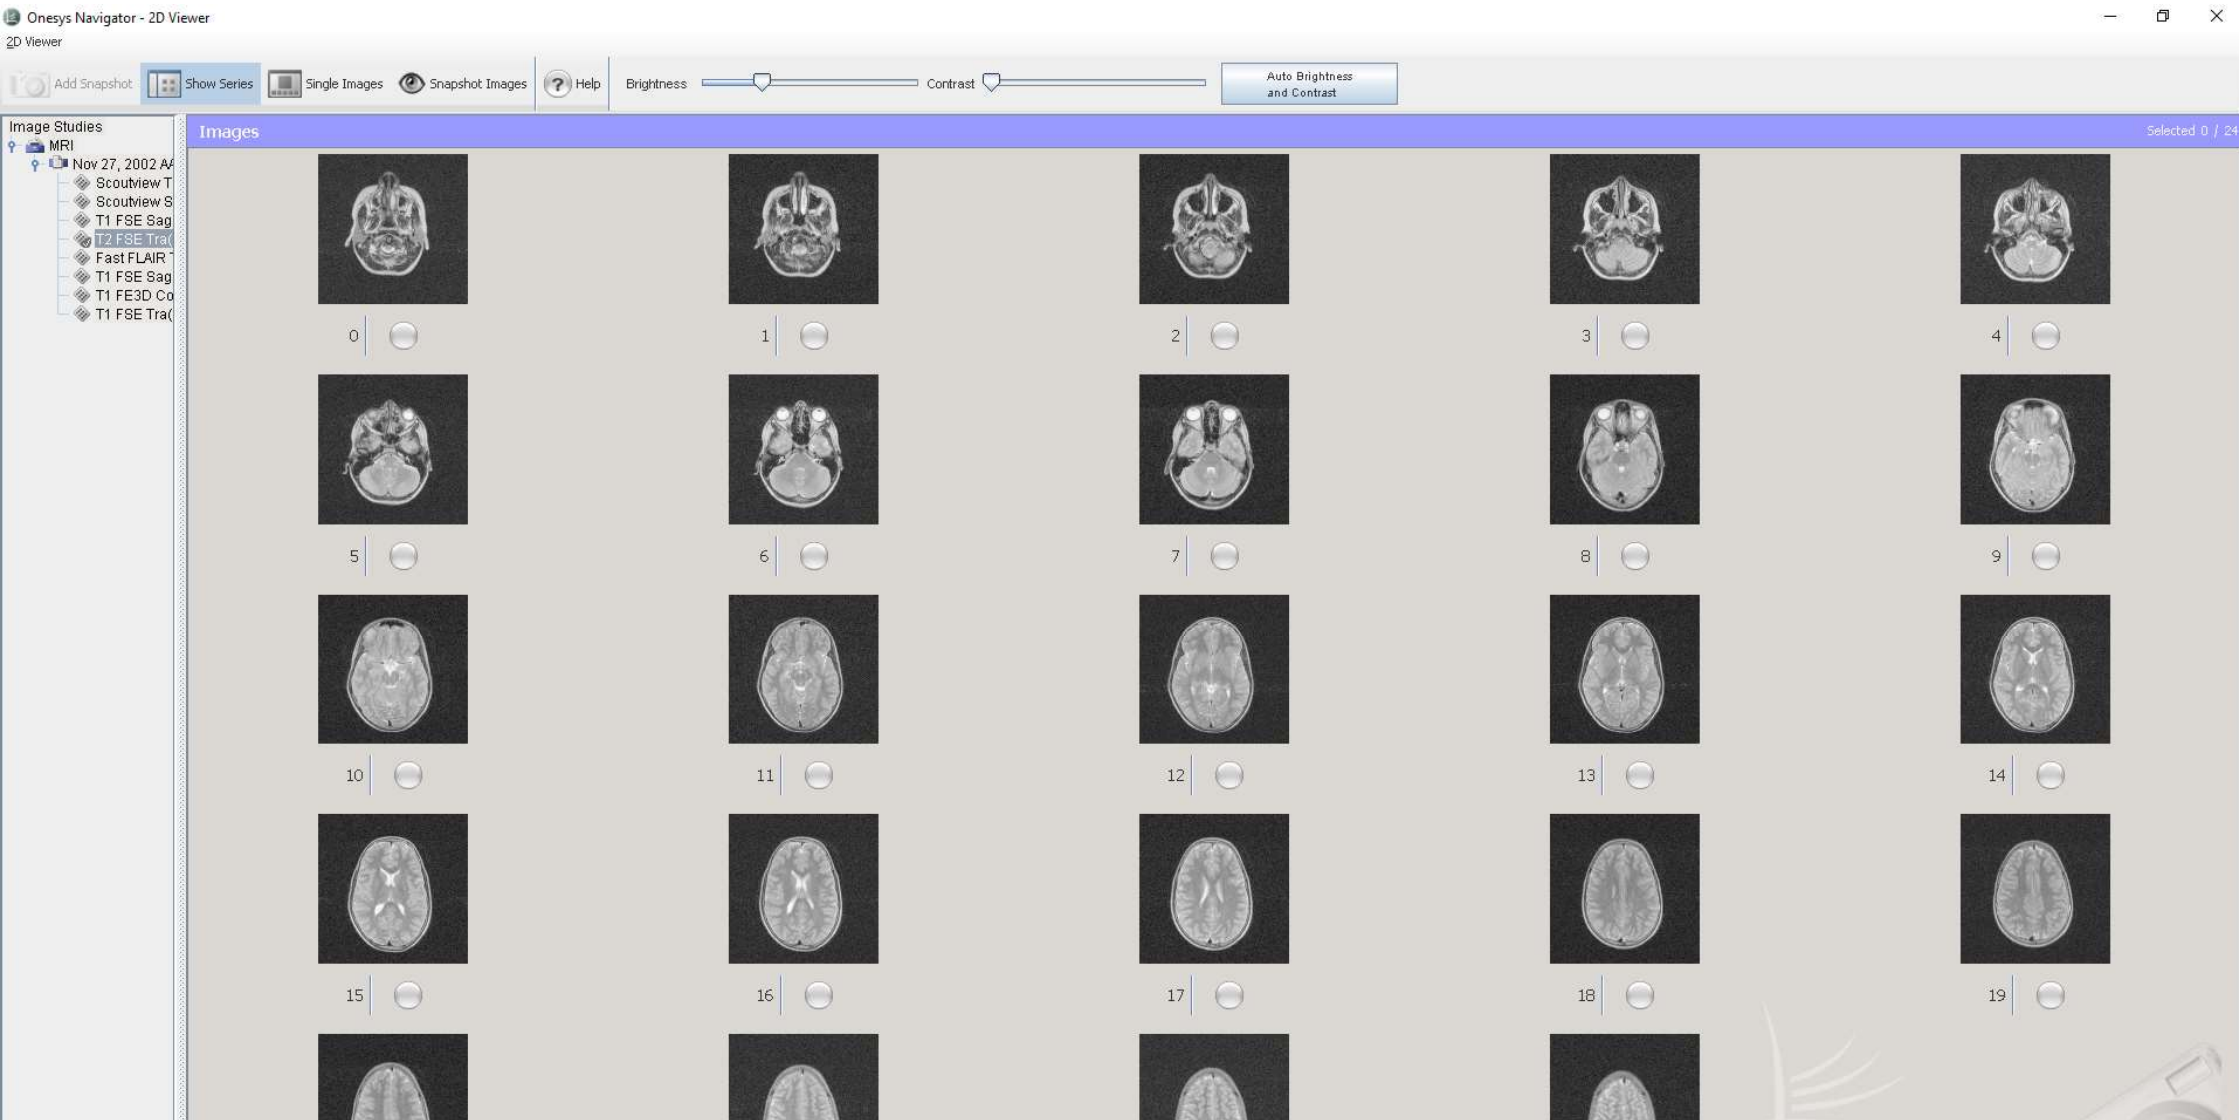 Onesys Navigator - 2D Viewer
2D Viewer
Add Snapshot Show Series Single Images Snapshot Images ? Help Brightness Contrast Auto Brightness
and Contrast
Image Studies
MRI
Nov 27, 2002 AA
Scoutview T
Scoutview S
T1 FSE Sag
T2 FSE Tra(
Fast FLAIR T
T1 FSE Sag
T1 FE3D Co
T1 FSE Tra(
Images Selected 0 / 24
0 1 2 3 4
5 6 7 8 9
10 11 12 13 14
15 16 17 18 19